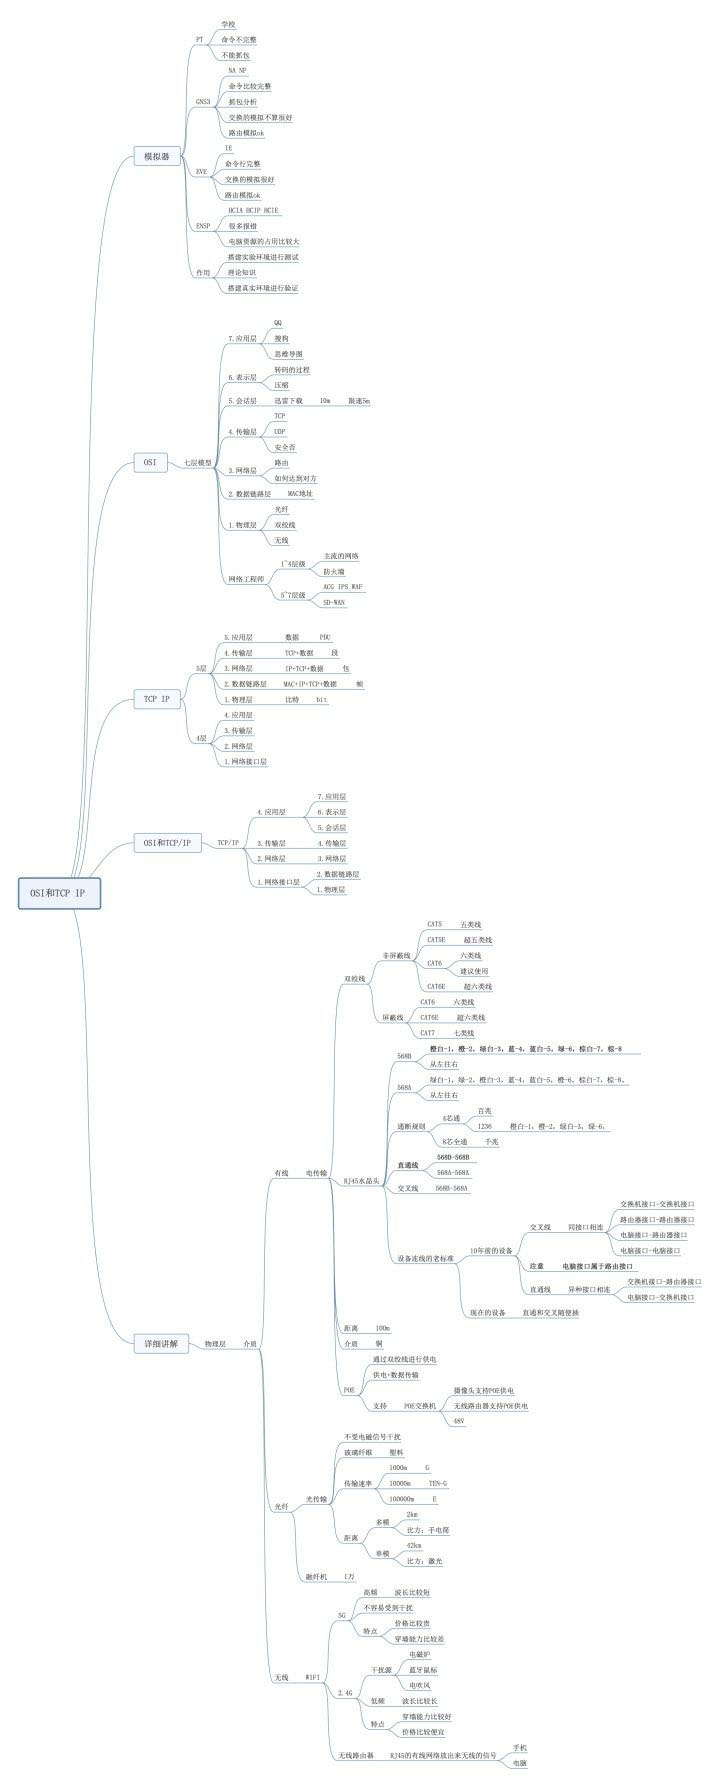 学校
PT
命令不完整
不能抓包
NA NP
命令比较完整
GNS3
抓包分析
交换的模拟不算很好
路由模拟ok
模拟器
IE
命令行完整
EVE
交换的模拟很好
路由模拟ok
HCIA HCIP HCIE
ENSP
很多报错
电脑资源的占用比较大
搭建实验环境进行测试
作用
理论知识
搭建真实环境进行验证
QQ
7.应用层
搜狗
思维导图
转码的过程
6.表示层
压缩
5.会话层 迅雷下载 10m 限速5m
TCP
4.传输层
UDP
安全否
OSI
七层模型
路由
3.网络层
如何达到对方
2.数据链路层 MAC地址
光纤
1.物理层
双绞线
无线
主流的网络
1~4层级
防火墙
网络工程师
ACG IPS WAF
5~7层级
SD-WAN
5.应用层 数据 PDU
4.传输层 TCP+数据 段
5层
3.网络层 IP+TCP+数据 包
2.数据链路层 MAC+IP+TCP+数据 帧
TCP IP
1.物理层 比特 bit
4.应用层
3.传输层
4层
2.网络层
1.网络接口层
7.应用层
4.应用层
6.表示层
5.会话层
OSI和TCP/IP
TCP/IP
3.传输层 4.传输层
2.网络层 3.网络层
2.数据链路层
1.网络接口层
1.物理层
OSI和TCP IP
CAT5 五类线
CAT5E 超五类线
非屏蔽线
六类线
CAT6
建议使用
双绞线
CAT6E 超六类线
CAT6 六类线
屏蔽线
CAT6E 超六类线
CAT7 七类线
橙白-1，橙-2，绿白-3，蓝-4，蓝白-5，绿-6，棕白-7，棕-8
568B
从左往右
绿白-1，绿-2，橙白-3，蓝-4，蓝白-5，橙-6，棕白-7，棕-8。
568A
从左往右
百兆
4芯通
1236 橙白-1，橙-2，绿白-3，绿-6，
通断规则
8芯全通 千兆
568B-568B
直通线
568A-568A
有线 电传输
RJ45水晶头
交叉线 568B-568A
交换机接口-交换机接口
路由器接口-路由器接口
交叉线 同接口相连
电脑接口-路由器接口
电脑接口-电脑接口
10年前的设备
设备连线的老标准
注意 电脑接口属于路由接口
交换机接口-路由器接口
直通线 异种接口相连
电脑接口-交换机接口
现在的设备 直通和交叉随便插
距离 100m
详细讲解
物理层 介质
介质 铜
通过双绞线进行供电
供电+数据传输
POE
摄像头支持POE供电
支持 POE交换机
无线路由器支持POE供电
48V
不受电磁信号干扰
玻璃纤维 塑料
1000m G
传输速率
10000m TEN-G
光传输
100000m E
光纤
2km
多模
比方：手电筒
距离
42km
单模
比方：激光
融纤机 1万
高频 波长比较短
5G
不容易受到干扰
价格比较贵
特点
穿墙能力比较差
无线 WIFI
电磁炉
干扰源
蓝牙鼠标
电吹风
2.4G
低频 波长比较长
穿墙能力比较好
特点
价格比较便宜
手机
无线路由器 RJ45的有线网络放出来无线的信号
电脑